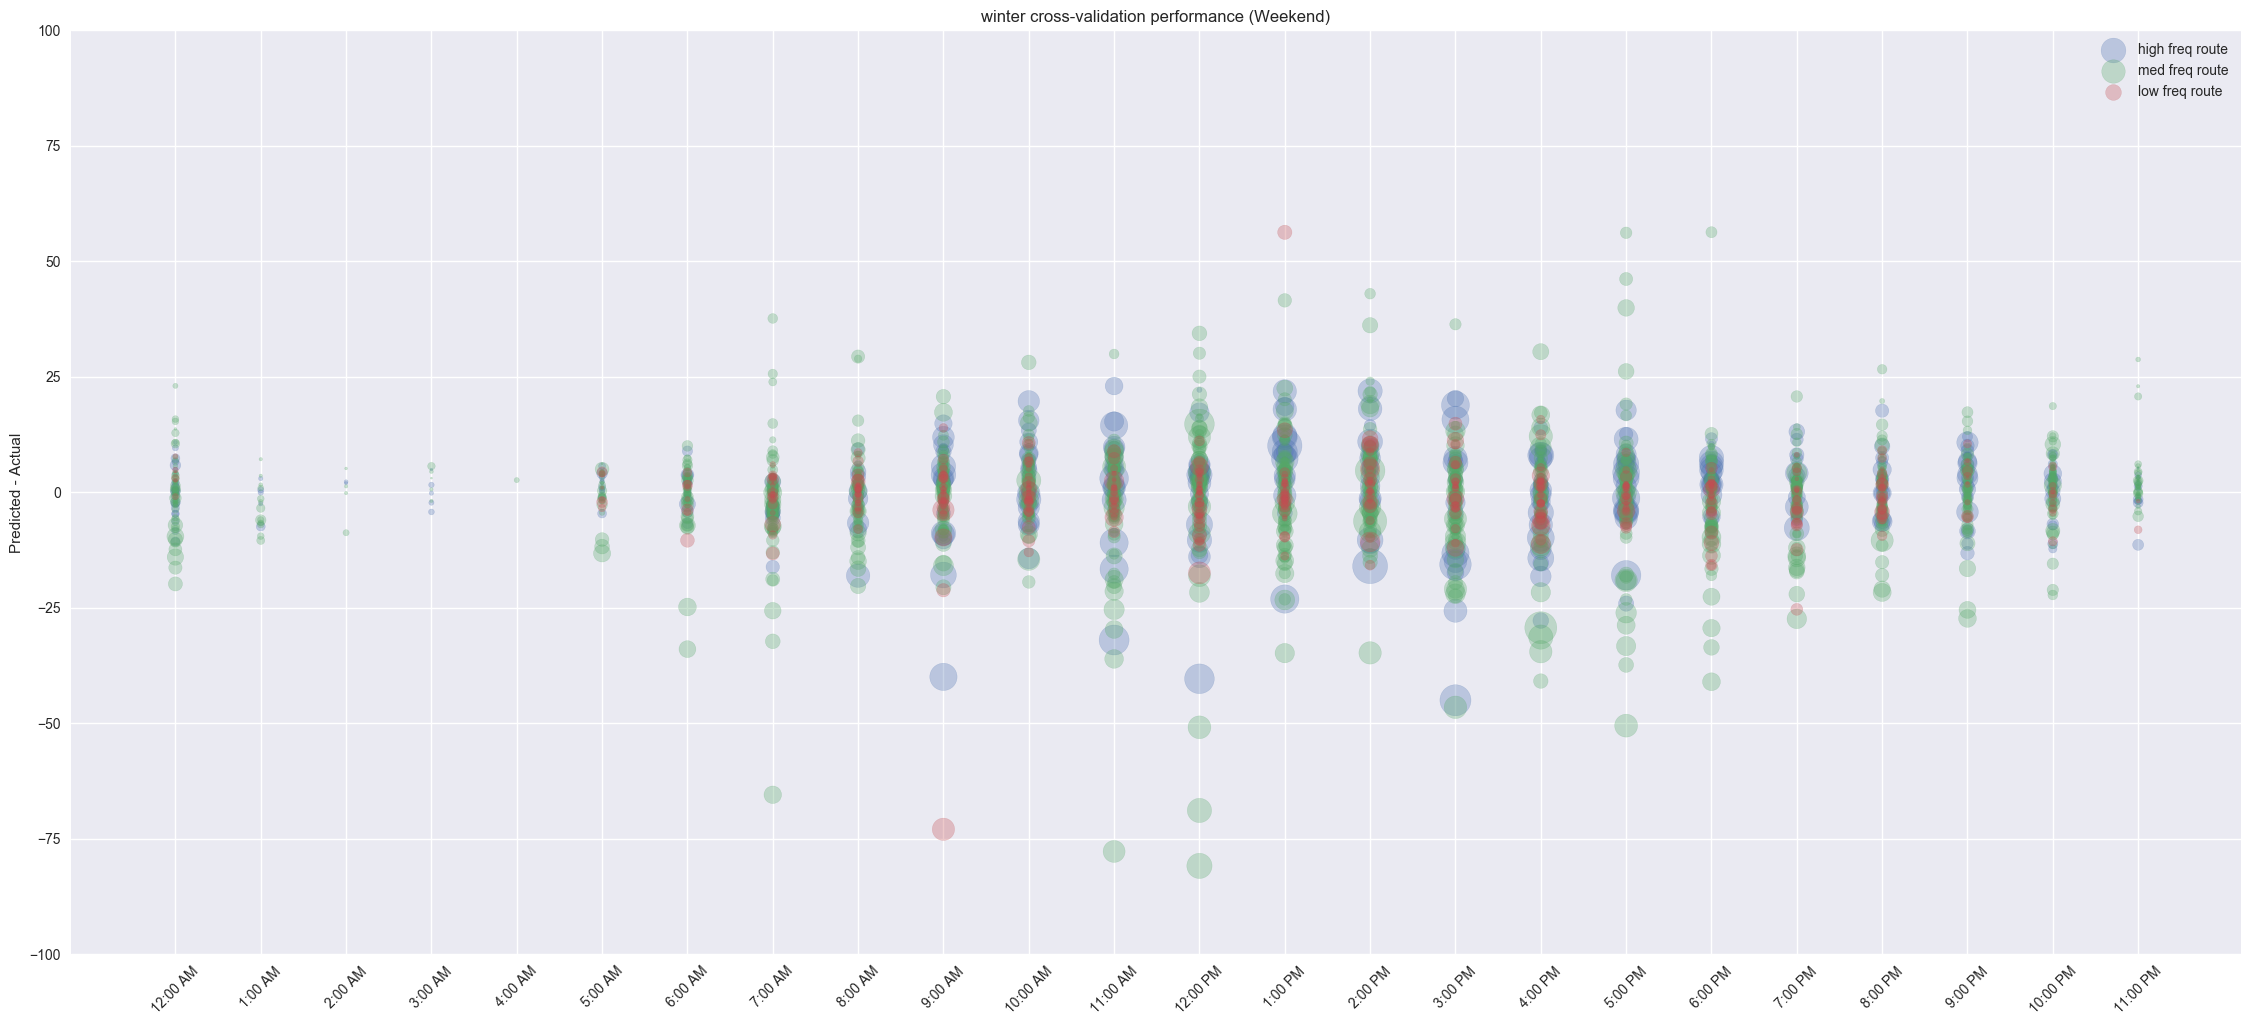 winter cross-validation performance (Weekend)
high freq route
med freq route
low freq route
Predicted - Actual
100
75
50
25
0
−25
−50
−75
−100
12:00 AM
1:00 AM
2:00 AM
3:00 AM
4:00 AM
5:00 AM
6:00 AM
7:00 AM
8:00 AM
9:00 AM
10:00 AM
11:00 AM
12:00 PM
1:00 PM
2:00 PM
3:00 PM
4:00 PM
5:00 PM
6:00 PM
7:00 PM
8:00 PM
9:00 PM
10:00 PM
11:00 PM